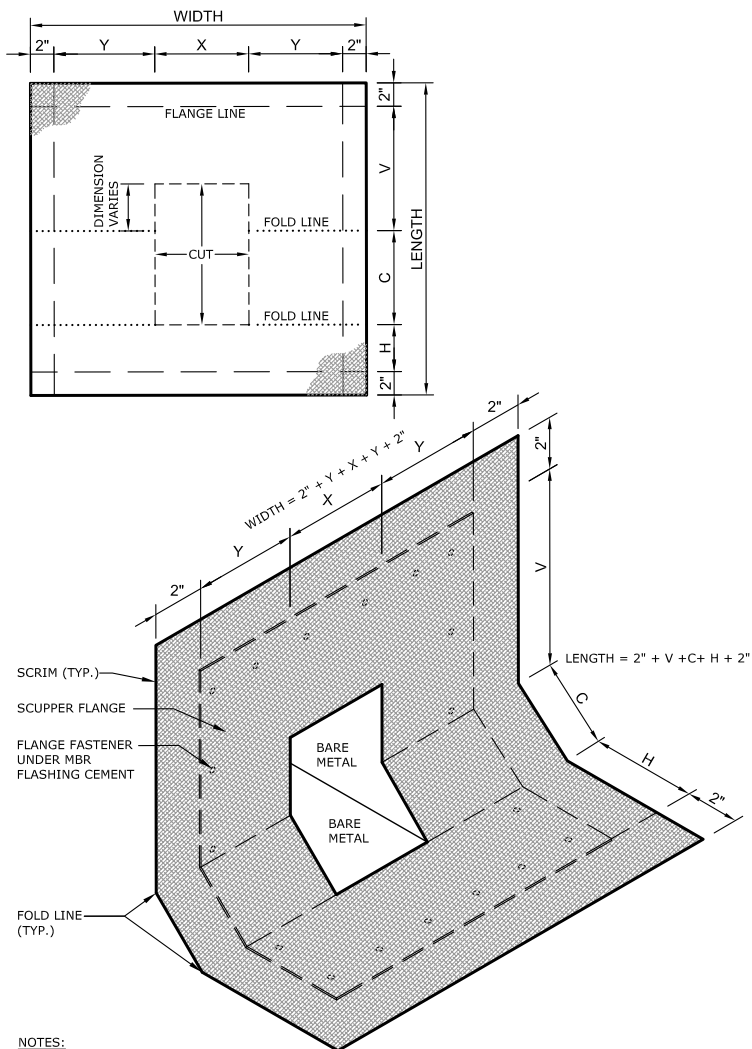 WIDTH
2" Y X Y 2"
2"
FLANGE LINE
V
DIMENSION
VARIES
LENGTH
FOLD LINE
CUT
C
FOLD LINE
H
2"
2"
2"
WIDTH = 2" + Y + X + Y + 2"
Y
X
Y
V
2"
LENGTH = 2" + V +C+ H + 2"
SCRIM (TYP.)
C
SCUPPER FLANGE
FLANGE FASTENER
UNDER MBR
FLASHING CEMENT
BARE
METAL
H
2"
BARE
METAL
FOLD LINE
(TYP.)
NOTES: